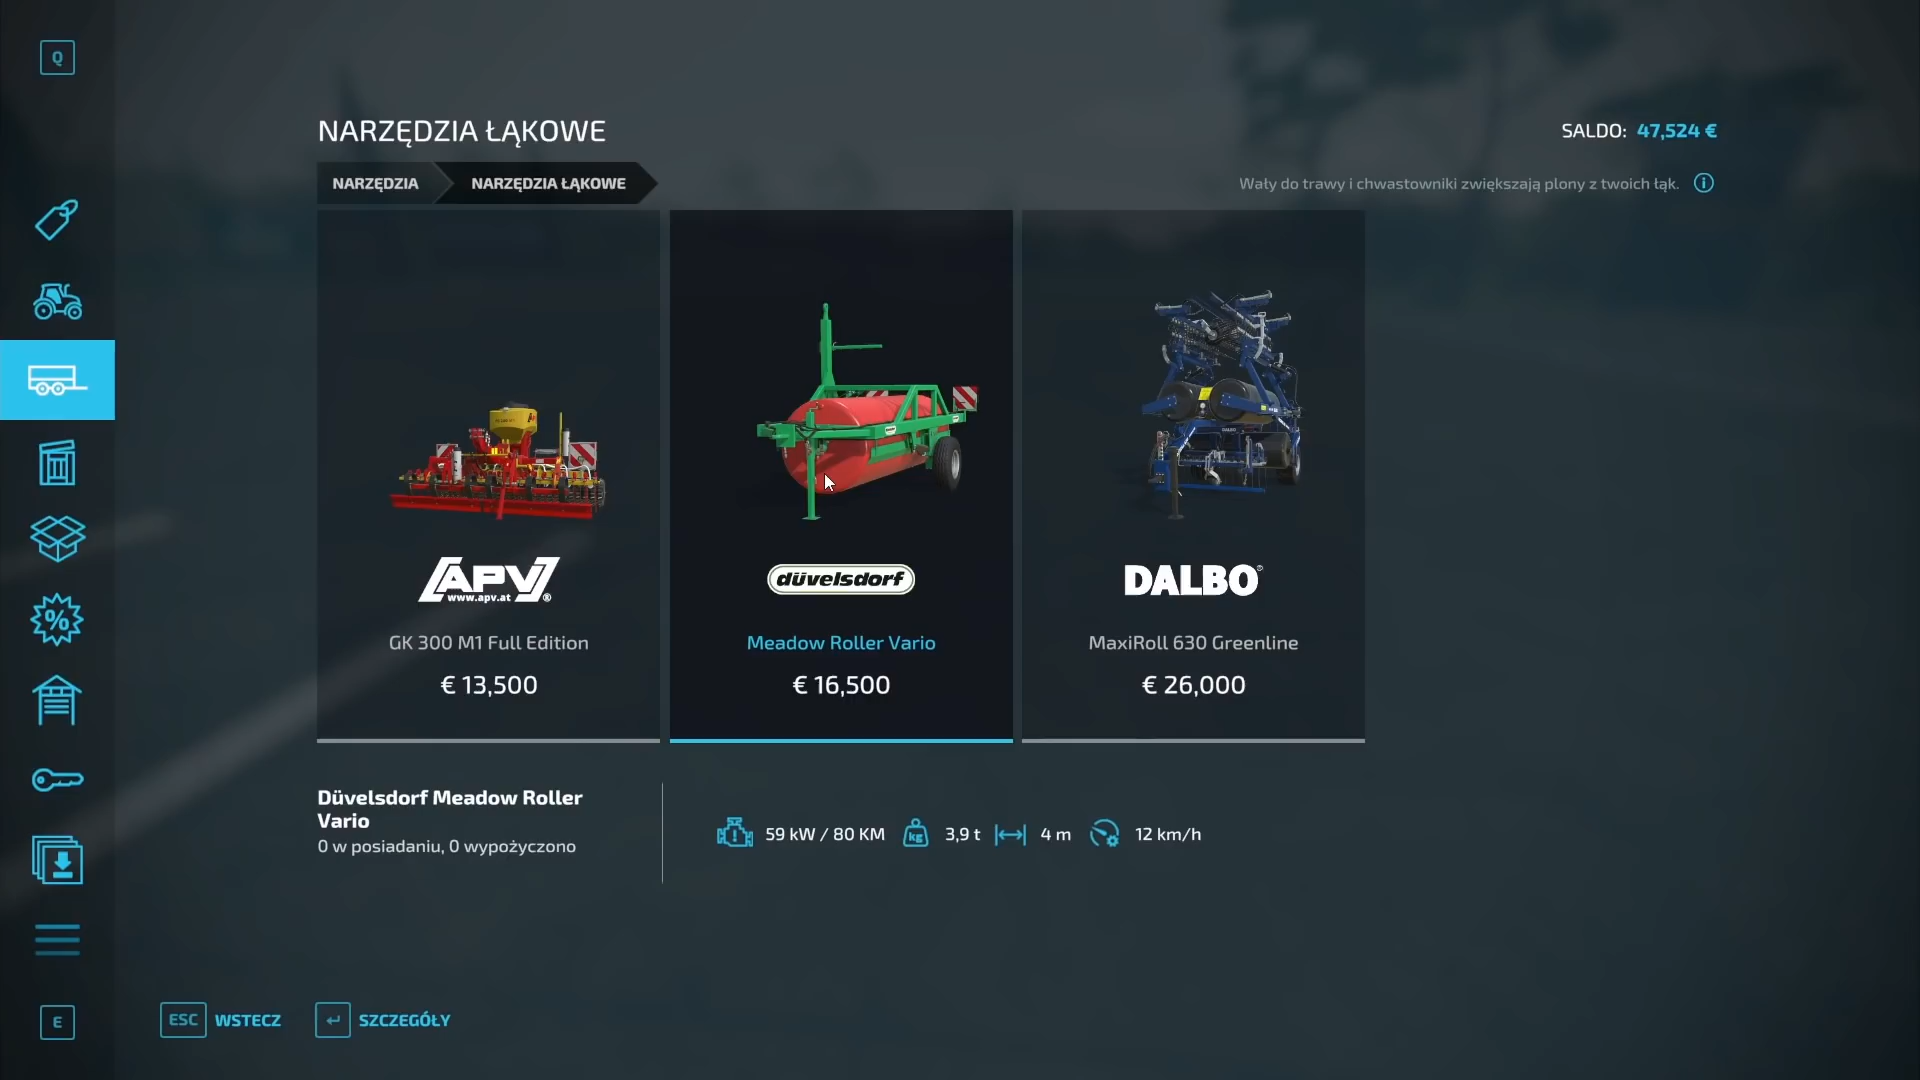 Q
NARZĘDZIA ŁĄKOWE
SALDO: 47,524 €
NARZĘDZIA
NARZĘDZIA ŁĄKOWE
Wały do trawy i chwastowniki zwiększają plony z twoich łąk.
APV
www.apv.at
düvelsdorf
DALBO
GK 300 M1 Full Edition
Meadow Roller Vario
MaxiRoll 630 Greenline
€ 13,500
€ 16,500
€ 26,000
Düvelsdorf Meadow Roller
Vario
0 w posiadaniu, 0 wypożyczono
59 kW / 80 KM
kg
3,9 t
4 m
12 km/h
E
ESC WSTECZ
SZCZEGÓŁY